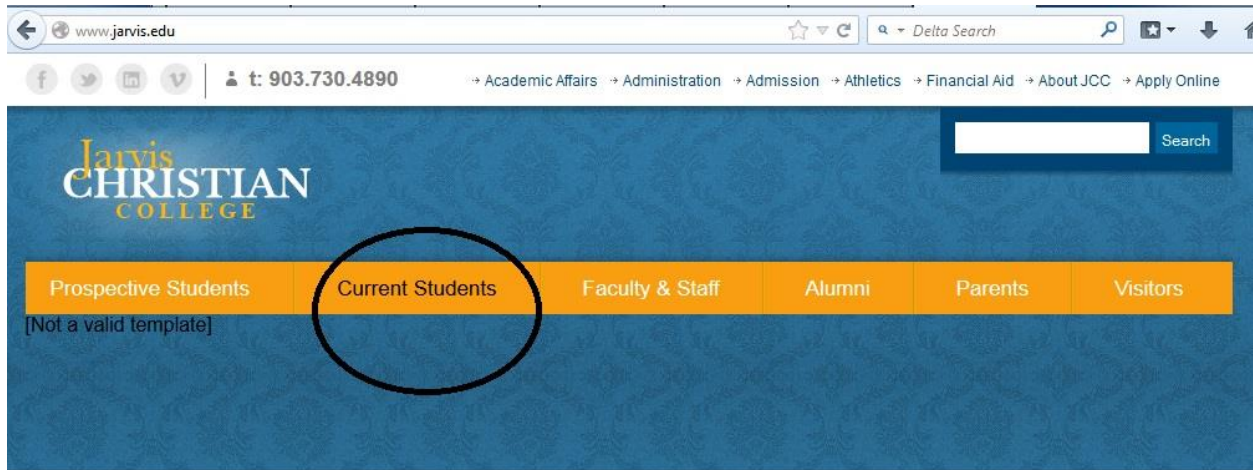 www.jarvis.edu
Delta Search
t: 903.730.4890
Academic Affairs Administration Admission Athletics Financial Aid About JCC Apply Online
Search
Jarvis
CHRISTIAN
COLLEGE
Prospective Students Current Students Faculty & Staff Alumni Parents Visitors
[Not a valid template]